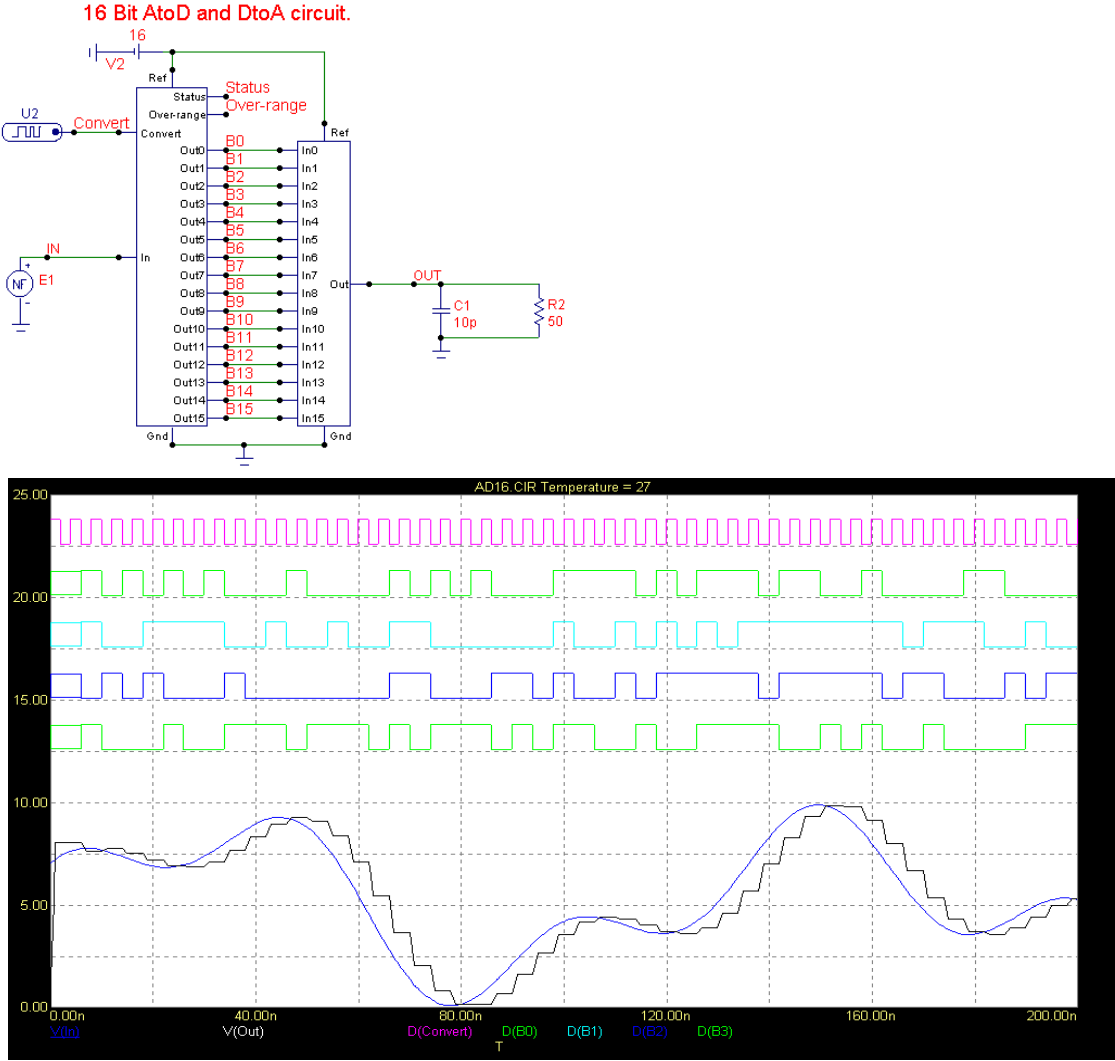 16 Bit AtoD and DtoA circuit.
16
V2
Ref
Status Status
Over-range Over-range
U2
Convert
Convert
Ref
Out0 B0 In0
Out1 B1 In1
Out2 B2 In2
Out3 B3 In3
Out4 B4 In4
Out5 B5 In5
IN In Out6 B6 In6
NF E1
Out7 B7 In7
Out8 B8 In8
Out OUT
Out9 B9 In9
C1 R2
10p 50
Out10 B10 In10
Out11 B11 In11
Out12 B12 In12
Out13 B13 In13
Out14 B14 In14
Out15 B15 In15
Gnd Gnd
AD16.CIR Temperature = 27
25.00
20.00
15.00
10.00
5.00
0.00
0.00n 40.00n 80.00n 120.00n 160.00n 200.00n
V(In) V(Out) D(Convert) D(B0) D(B1) D(B2) D(B3)
T